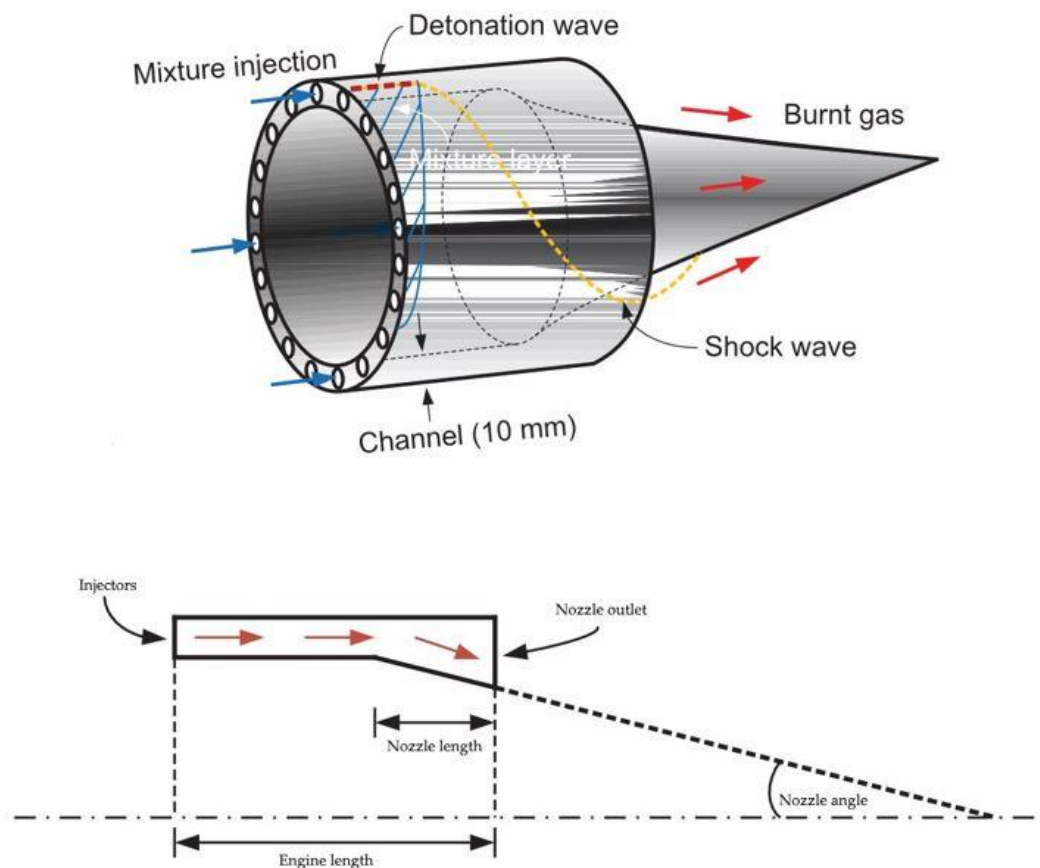 Detonation wave
Mixture injection
Burnt gas
Mixture layer
Shock wave
Channel (10 mm)
Injectors
Nozzle outlet
Nozzle length
Nozzle angle
Engine length